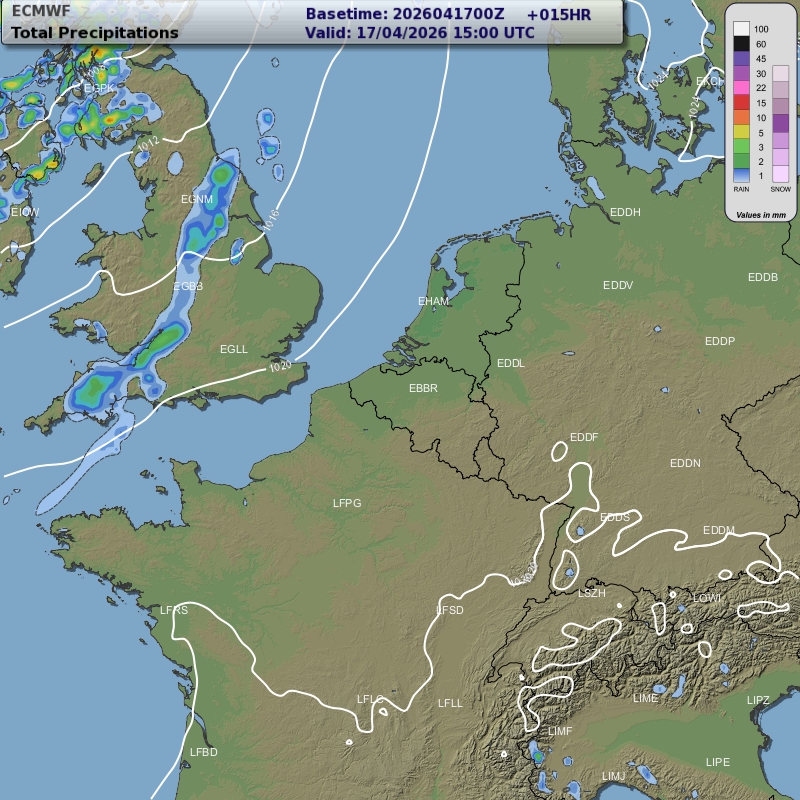 ECMWF
Basetime: 2026041700Z +015HR
Total Precipitations
Valid: 17/04/2026 15:00 UTC
100
60
45
30
22
15
10
5
3
2
1
RAIN
SNOW
Values in mm
EGPK
1024
1024
1012
EIDW
EGNM
1016
EDDH
EGBB
EHAM
EDDV
EDDB
EGLL
EDDP
1020
EDDL
EBBR
EDDF
EDDN
LFPG
EDDS
EDDM
LSZH
LOWI
LFRS
LFSD
LFLC
LFLL
LIME
LIPZ
LIMF
LFBD
LIPE
LIMJ